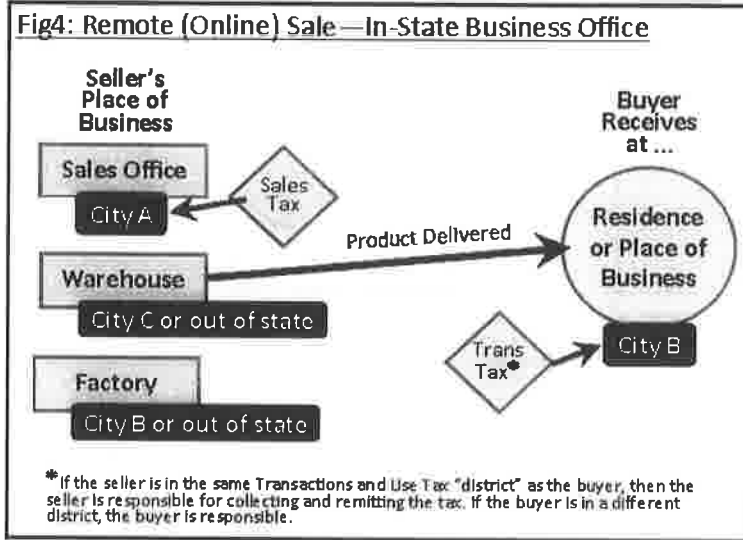 Fig4: Remote (Online) Sale—In-State Business Office
Seller's
Place of
Business
Buyer
Receives
at ...
Sales Office
City A
Sales
Tax
Product Delivered
Residence
or Place of
Business
City B
Warehouse
City C or out of state
Trans
Tax*
Factory
City B or out of state
*If the seller is in the same Transactions and Use Tax "district" as the buyer, then the
seller is responsible for collecting and remitting the tax. If the buyer is in a different
district, the buyer is responsible.